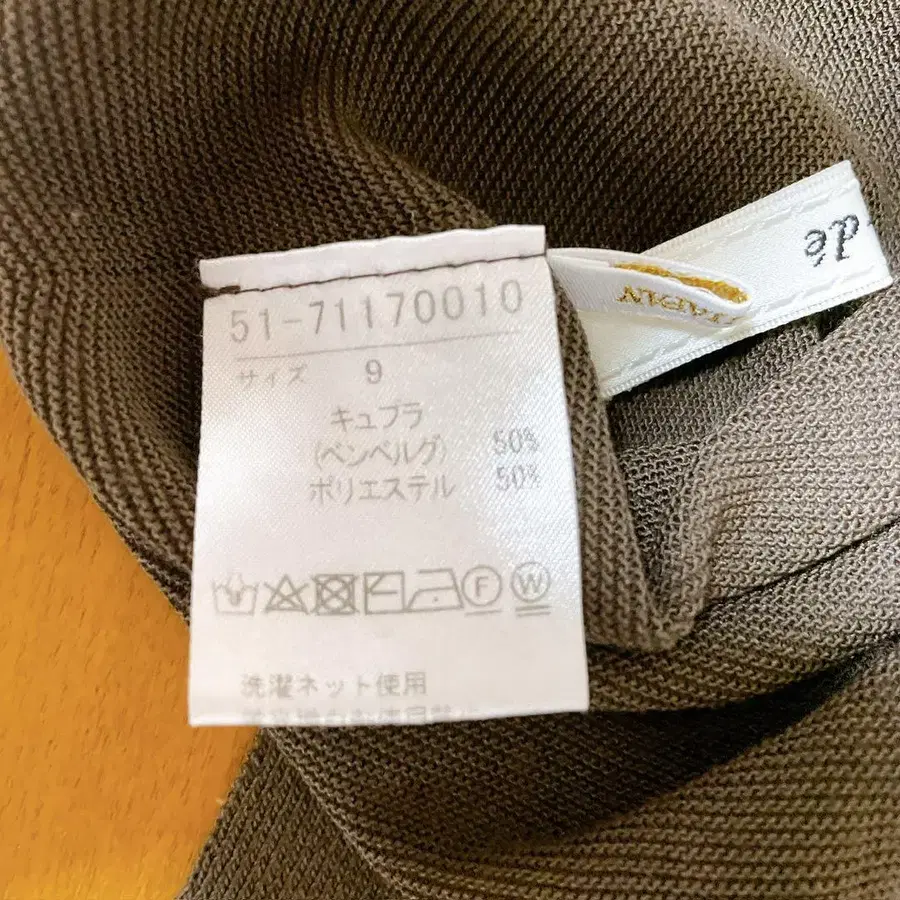 51-71170010
サイズ 9
キュプラ
(ベンベルグ) 50%
ポリエステル 50%
F W
洗濯ネット使用
dé